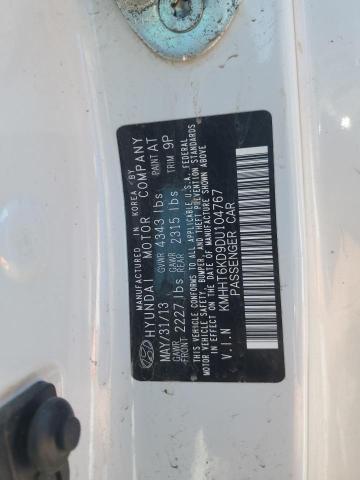 MANUFACTURED IN KOREA BY
HYUNDAI MOTOR COMPANY
MAY/31/13 GVWR 4343 lbs PAINT AT
GAWR FRONT 2227 lbs GAWR REAR 2315 lbs TRIM 9P
THIS VEHICLE CONFORMS TO ALL APPLICABLE U.S.A. FEDERAL
MOTOR VEHICLE SAFETY, BUMPER, AND THEFT PREVENTION STANDARDS
IN EFFECT ON THE DATE OF MANUFACTURE SHOWN ABOVE.
V.I.N KMHHT6KD9DU104767
PASSENGER CAR